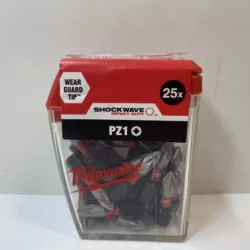 WEAR
GUARD
TIP™
SHOCKWAVE
IMPACT DUTY
25x
PZ1
Milwaukee